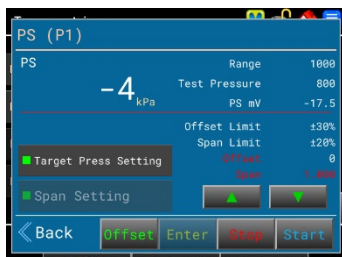 PS (P1)
PS
-4 kPa
Range 1000
Test Pressure 800
PS mV -17.5
Offset Limit ±30%
Span Limit ±20%
Offset 0
Span 1.000
Target Press Setting
Span Setting
Back Offset Enter Stop Start